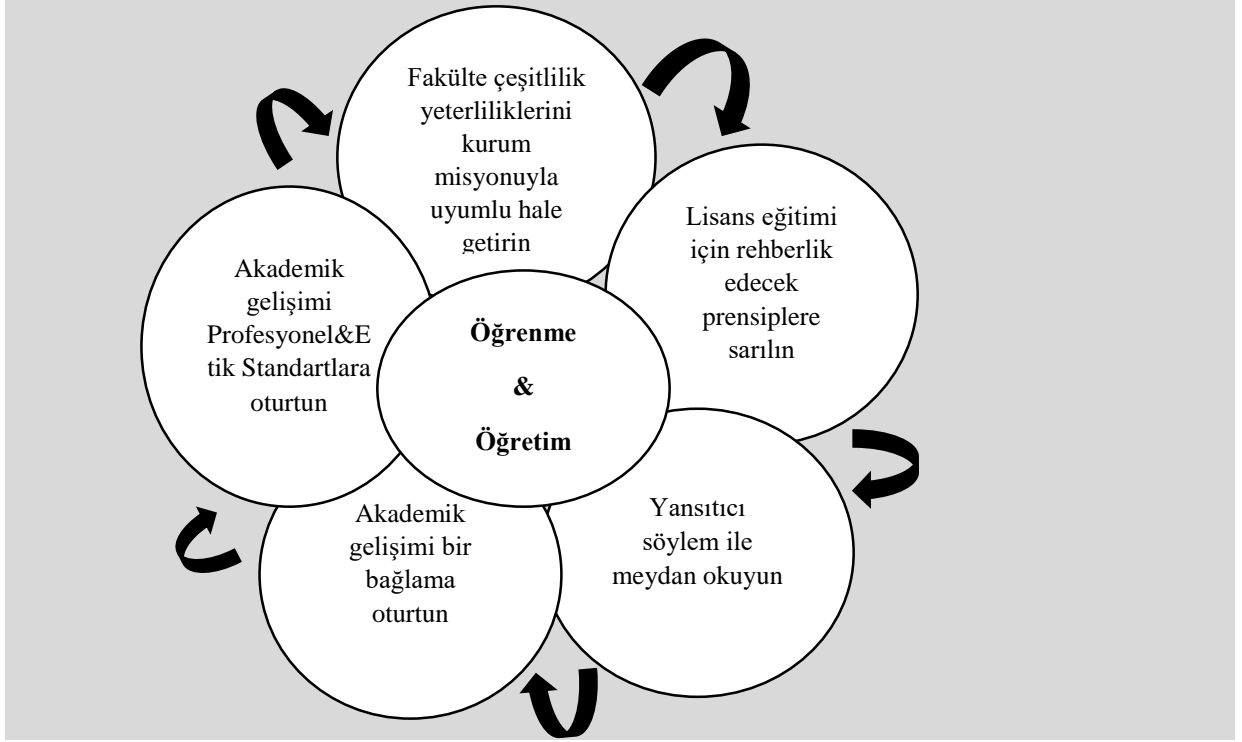 Fakülte çeşitlilik
yeterliliklerini
kurum
misyonuyla
uyumlu hale
getirin
Lisans eğitimi
için rehberlik
edecek
prensiplere
sarılın
Yansıtıcı
söylem ile
meydan okuyun
Akademik
gelişimi bir
bağlama
oturtun
Akademik
gelişimi
Profesyonel&E
tik Standartlara
oturtun
Öğrenme
&
Öğretim